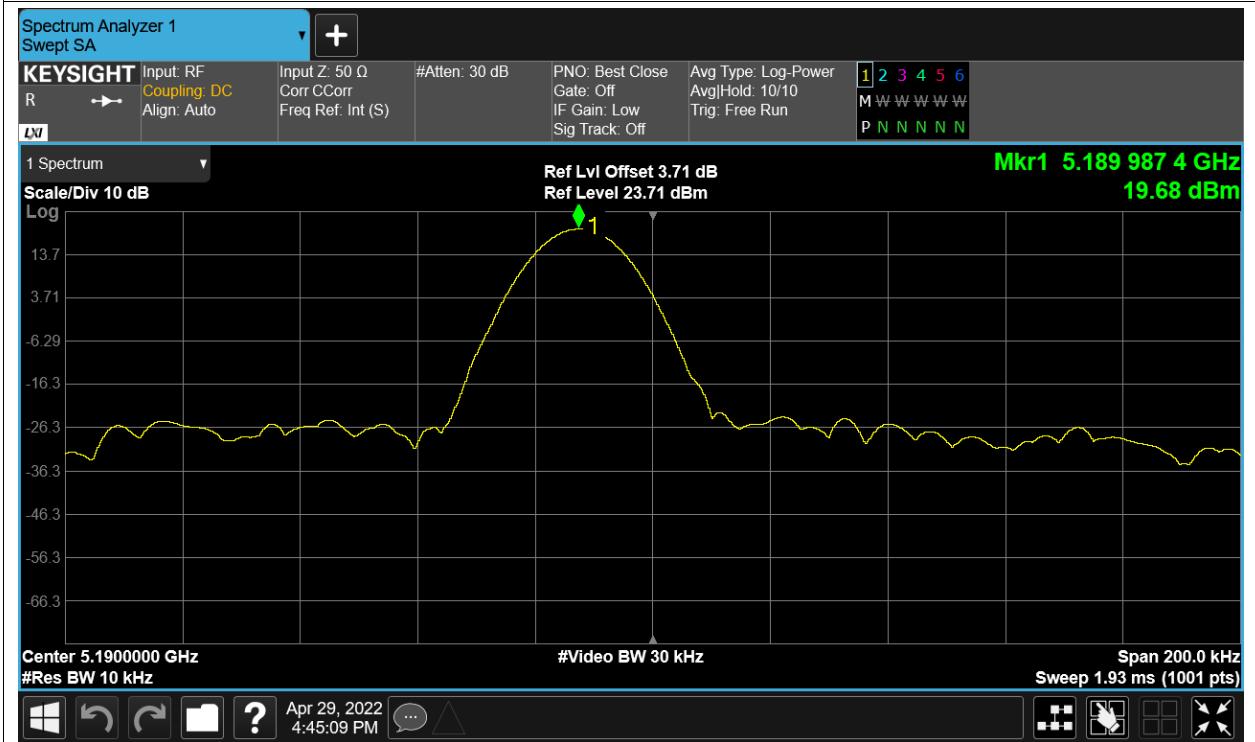 Spectrum Analyzer 1
Swept SA
+
KEYSIGHT
R
LXI
Input: RF
Coupling: DC
Align: Auto
Input Z: 50 Ω
Corr CCorr
Freq Ref: Int (S)
#Atten: 30 dB
PNO: Best Close
Gate: Off
IF Gain: Low
Sig Track: Off
Avg Type: Log-Power
Avg|Hold: 10/10
Trig: Free Run
1 2 3 4 5 6
M W W W W W
P N N N N N
1 Spectrum
Scale/Div 10 dB
Log
Ref Lvl Offset 3.71 dB
Ref Level 23.71 dBm
Mkr1 5.189 987 4 GHz
19.68 dBm
1
13.7
3.71
-6.29
-16.3
-26.3
-36.3
-46.3
-56.3
-66.3
Center 5.1900000 GHz
#Res BW 10 kHz
#Video BW 30 kHz
Span 200.0 kHz
Sweep 1.93 ms (1001 pts)
?
Apr 29, 2022
4:45:09 PM